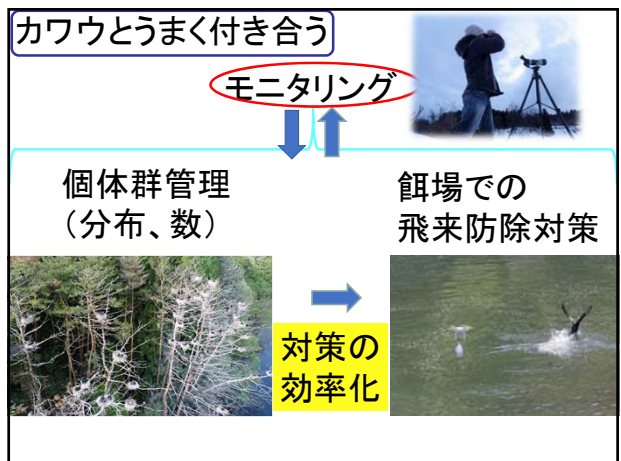 カワウとうまく付き合う
モニタリング
個体群管理
（分布、数）
餌場での
飛来防除対策
対策の
効率化